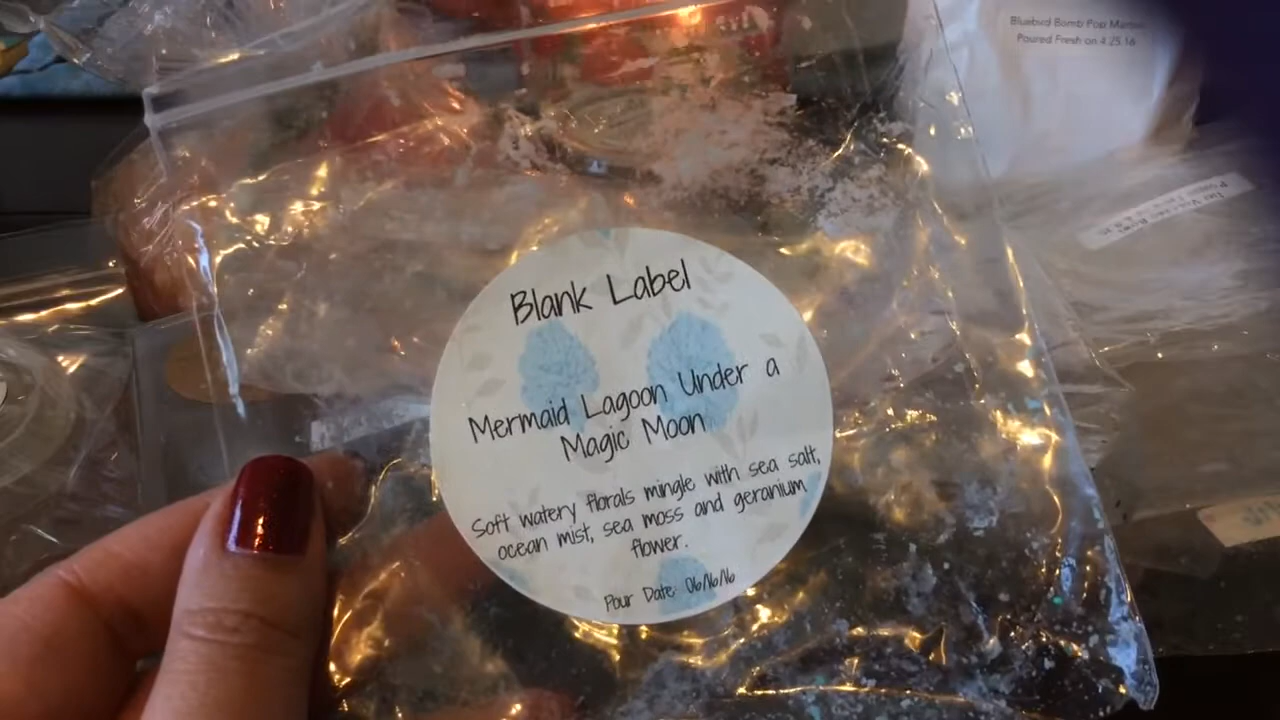 Bluebird Bomb Pop
Poured Fresh on 4.25.16
Blank Label
Mermaid Lagoon Under a
Magic Moon
Soft watery florals mingle with sea salt,
ocean mist, sea moss and geranium
flower.
Pour Date: 06/16/16